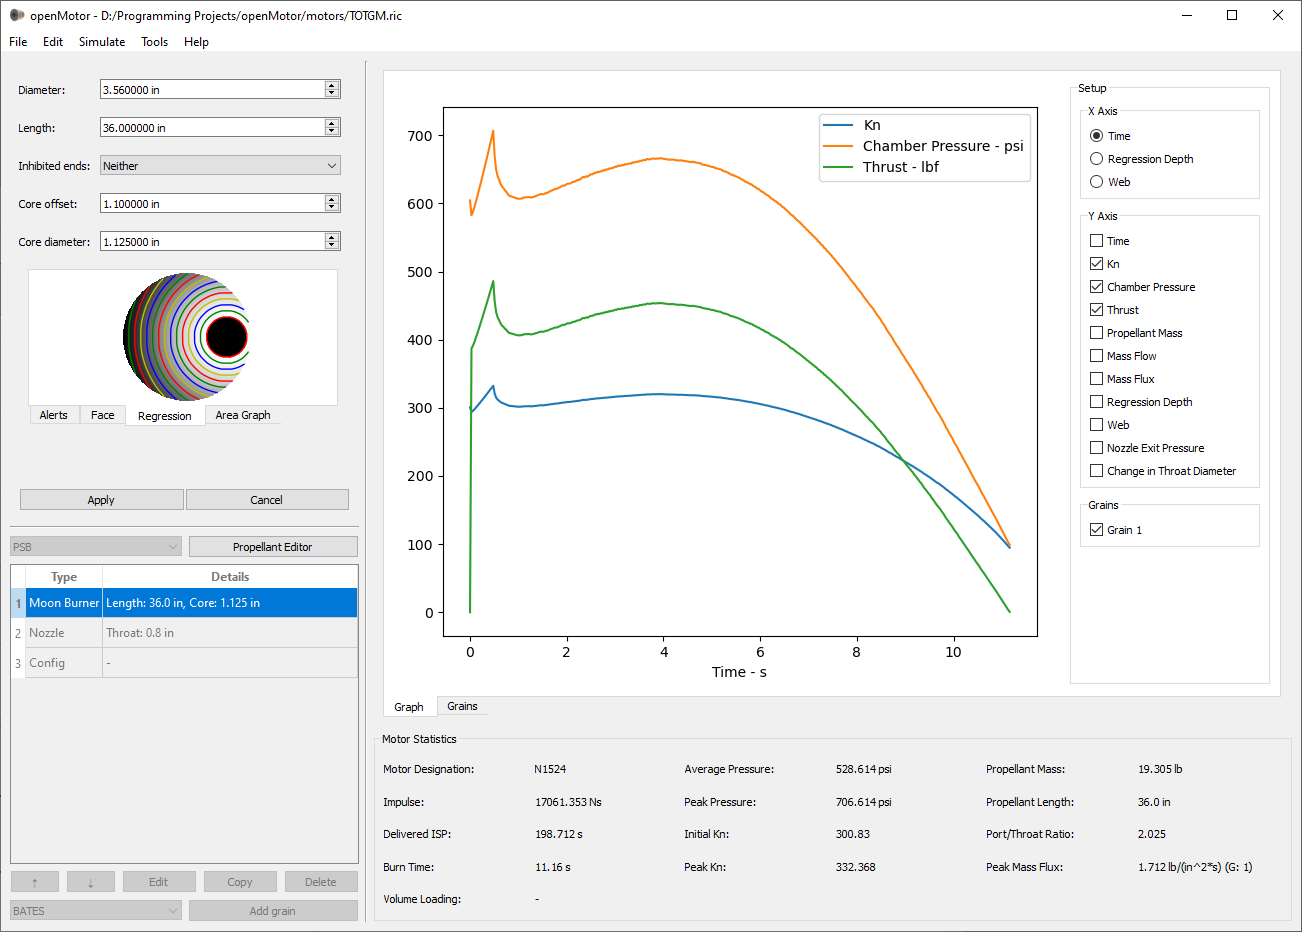 openMotor - D:/Programming Projects/openMotor/motors/TOTGM.ric
File Edit Simulate Tools Help
Diameter: 3.560000 in
Length: 36.000000 in
Inhibited ends: Neither
Core offset: 1.100000 in
Core diameter: 1.125000 in
Alerts Face Regression Area Graph
Apply Cancel
PSB Propellant Editor
Type Details
1 Moon Burner Length: 36.0 in, Core: 1.125 in
2 Nozzle Throat: 0.8 in
3 Config -
↑ ↓ Edit Copy Delete
BATES Add grain
Kn
Chamber Pressure - psi
Thrust - lbf
700
600
500
400
300
200
100
0
0 2 4 6 8 10
Time - s
Graph Grains
Setup
X Axis
Time
Regression Depth
Web
Y Axis
Time
Kn
Chamber Pressure
Thrust
Propellant Mass
Mass Flow
Mass Flux
Regression Depth
Web
Nozzle Exit Pressure
Change in Throat Diameter
Grains
Grain 1
Motor Statistics
Motor Designation: N1524 Average Pressure: 528.614 psi Propellant Mass: 19.305 lb
Impulse: 17061.353 Ns Peak Pressure: 706.614 psi Propellant Length: 36.0 in
Delivered ISP: 198.712 s Initial Kn: 300.83 Port/Throat Ratio: 2.025
Burn Time: 11.16 s Peak Kn: 332.368 Peak Mass Flux: 1.712 lb/(in^2*s) (G: 1)
Volume Loading: -